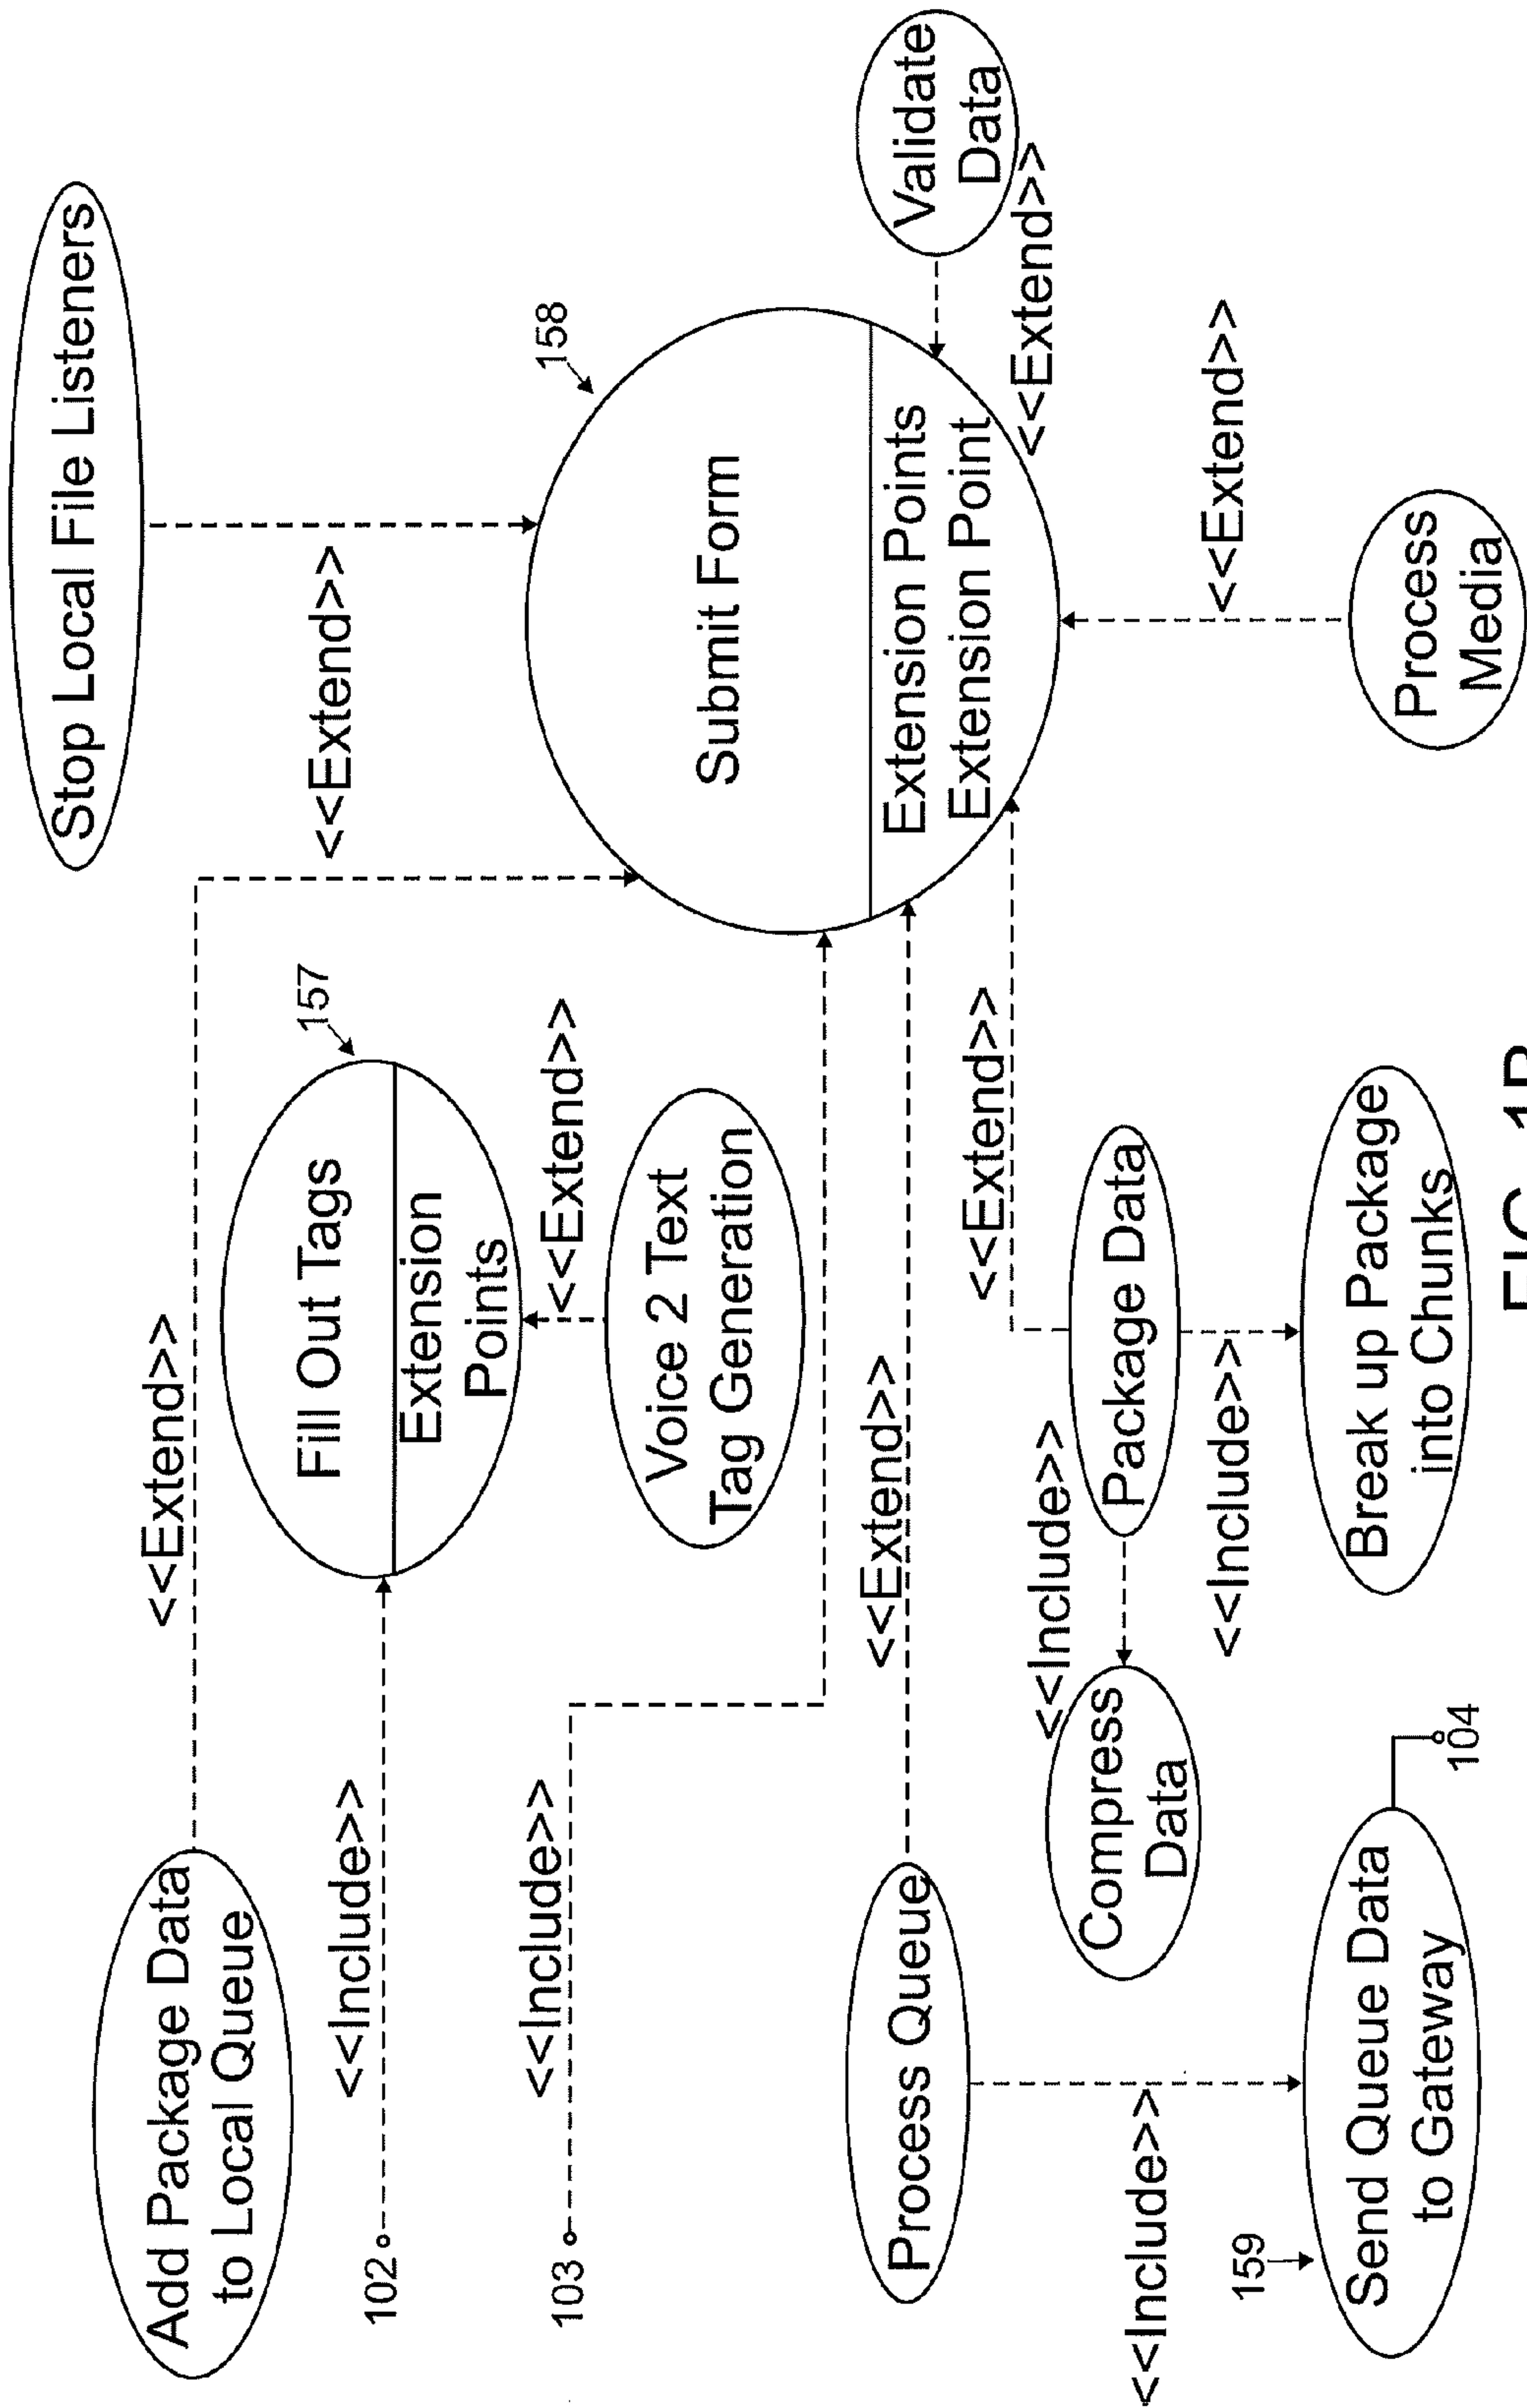 Stop Local File Listeners
<<Extend>>
Add Package Data
to Local Queue
<<Extend>>
157
158
Fill Out Tags
Extension
Points
102
<<Include>>
<<Extend>>
Submit Form
Voice 2 Text
Tag Generation
103
<<Include>>
Extension Points
Extension Point
Validate
Data
<<Extend>>
Process Queue
<<Extend>>
<<Extend>>
<<Include>>
Package Data
Compress
Data
<<Include>>
<<Include>>
<<Extend>>
159
Send Queue Data
to Gateway
104
Break up Package
into Chunks
Process
Media